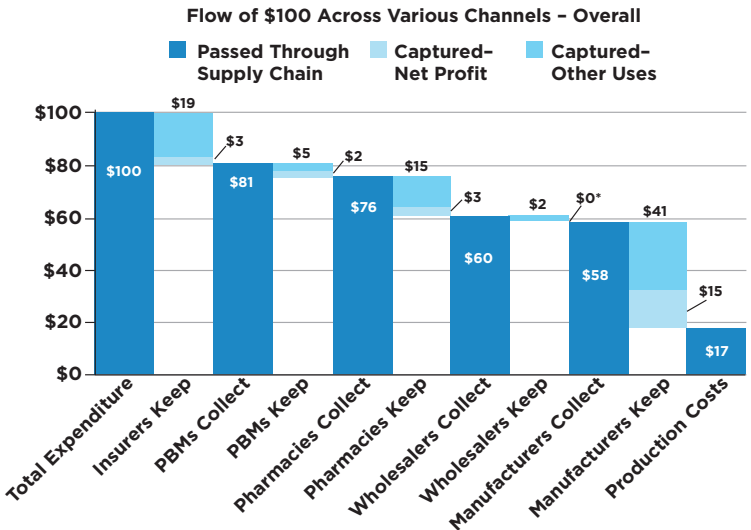 Flow of $100 Across Various Channels – Overall
Passed Through
Supply Chain
Captured–
Net Profit
Captured–
Other Uses
$100
$80
$60
$40
$20
$0
$100
$19
$3
$81
$5
$2
$76
$15
$3
$60
$2
$0*
$58
$41
$15
$17
Total Expenditure
Insurers Keep
PBMs Collect
PBMs Keep
Pharmacies Collect
Pharmacies Keep
Wholesalers Collect
Wholesalers Keep
Manufacturers Collect
Manufacturers Keep
Production Costs